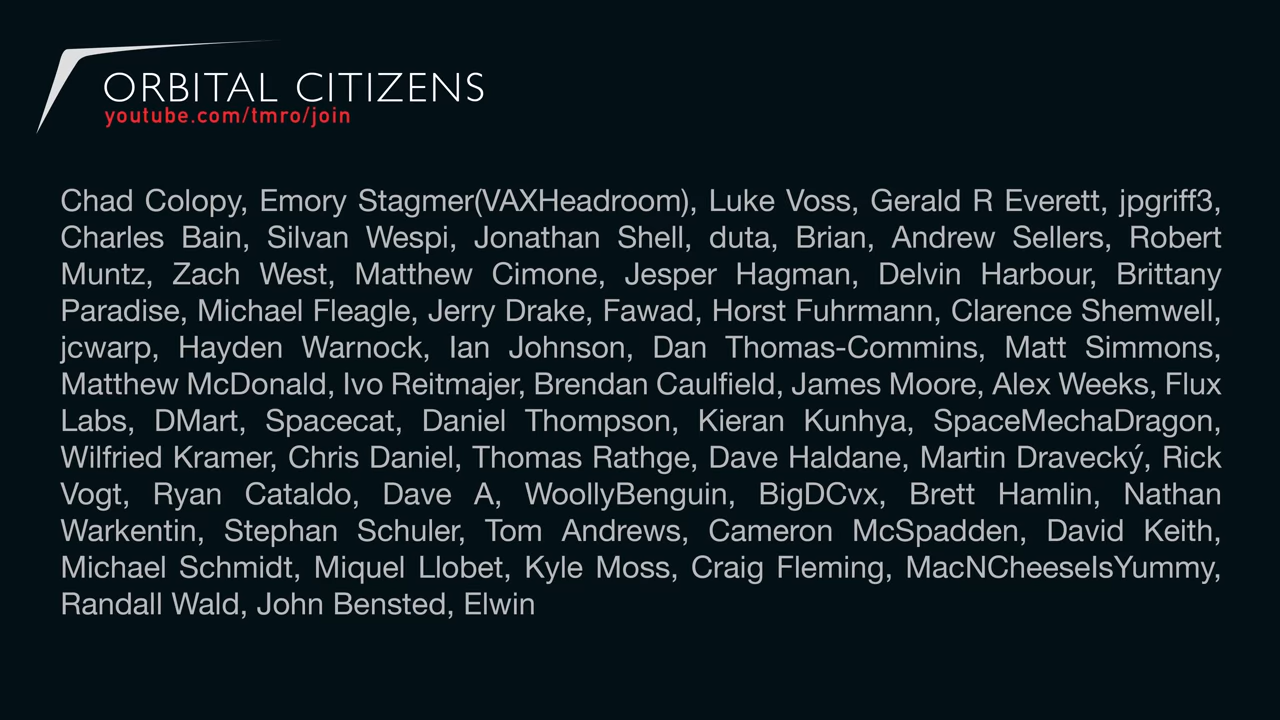 ORBITAL CITIZENS
youtube.com/tmro/join
Chad Colopy, Emory Stagmer(VAXHeadroom), Luke Voss, Gerald R Everett, jpgriff3,
Charles Bain, Silvan Wespi, Jonathan Shell, duta, Brian, Andrew Sellers, Robert
Muntz, Zach West, Matthew Cimone, Jesper Hagman, Delvin Harbour, Brittany
Paradise, Michael Fleagle, Jerry Drake, Fawad, Horst Fuhrmann, Clarence Shemwell,
jcwarp, Hayden Warnock, Ian Johnson, Dan Thomas-Commins, Matt Simmons,
Matthew McDonald, Ivo Reitmajer, Brendan Caulfield, James Moore, Alex Weeks, Flux
Labs, DMart, Spacecat, Daniel Thompson, Kieran Kunhya, SpaceMechaDragon,
Wilfried Kramer, Chris Daniel, Thomas Rathge, Dave Haldane, Martin Dravecký, Rick
Vogt, Ryan Cataldo, Dave A, WoollyBenguin, BigDCvx, Brett Hamlin, Nathan
Warkentin, Stephan Schuler, Tom Andrews, Cameron McSpadden, David Keith,
Michael Schmidt, Miquel Llobet, Kyle Moss, Craig Fleming, MacNCheeseIsYummy,
Randall Wald, John Bensted, Elwin